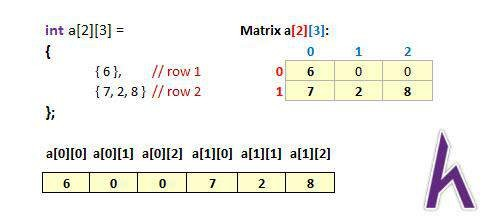 int a[2][3] =
{
{ 6 }, // row 1
{ 7, 2, 8 } // row 2
};
Matrix a[2][3]:
0 1 2
0 6 0 0
1 7 2 8
a[0][0] a[0][1] a[0][2] a[1][0] a[1][1] a[1][2]
6 0 0 7 2 8